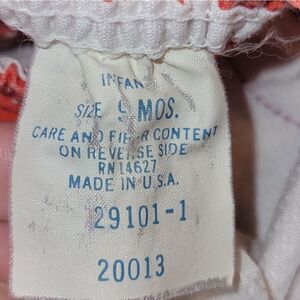 INFANT
SIZE 9 MOS.
CARE AND FIBER CONTENT
ON REVERSE SIDE
RN 14627
MADE IN U.S.A.
29101-1
20013